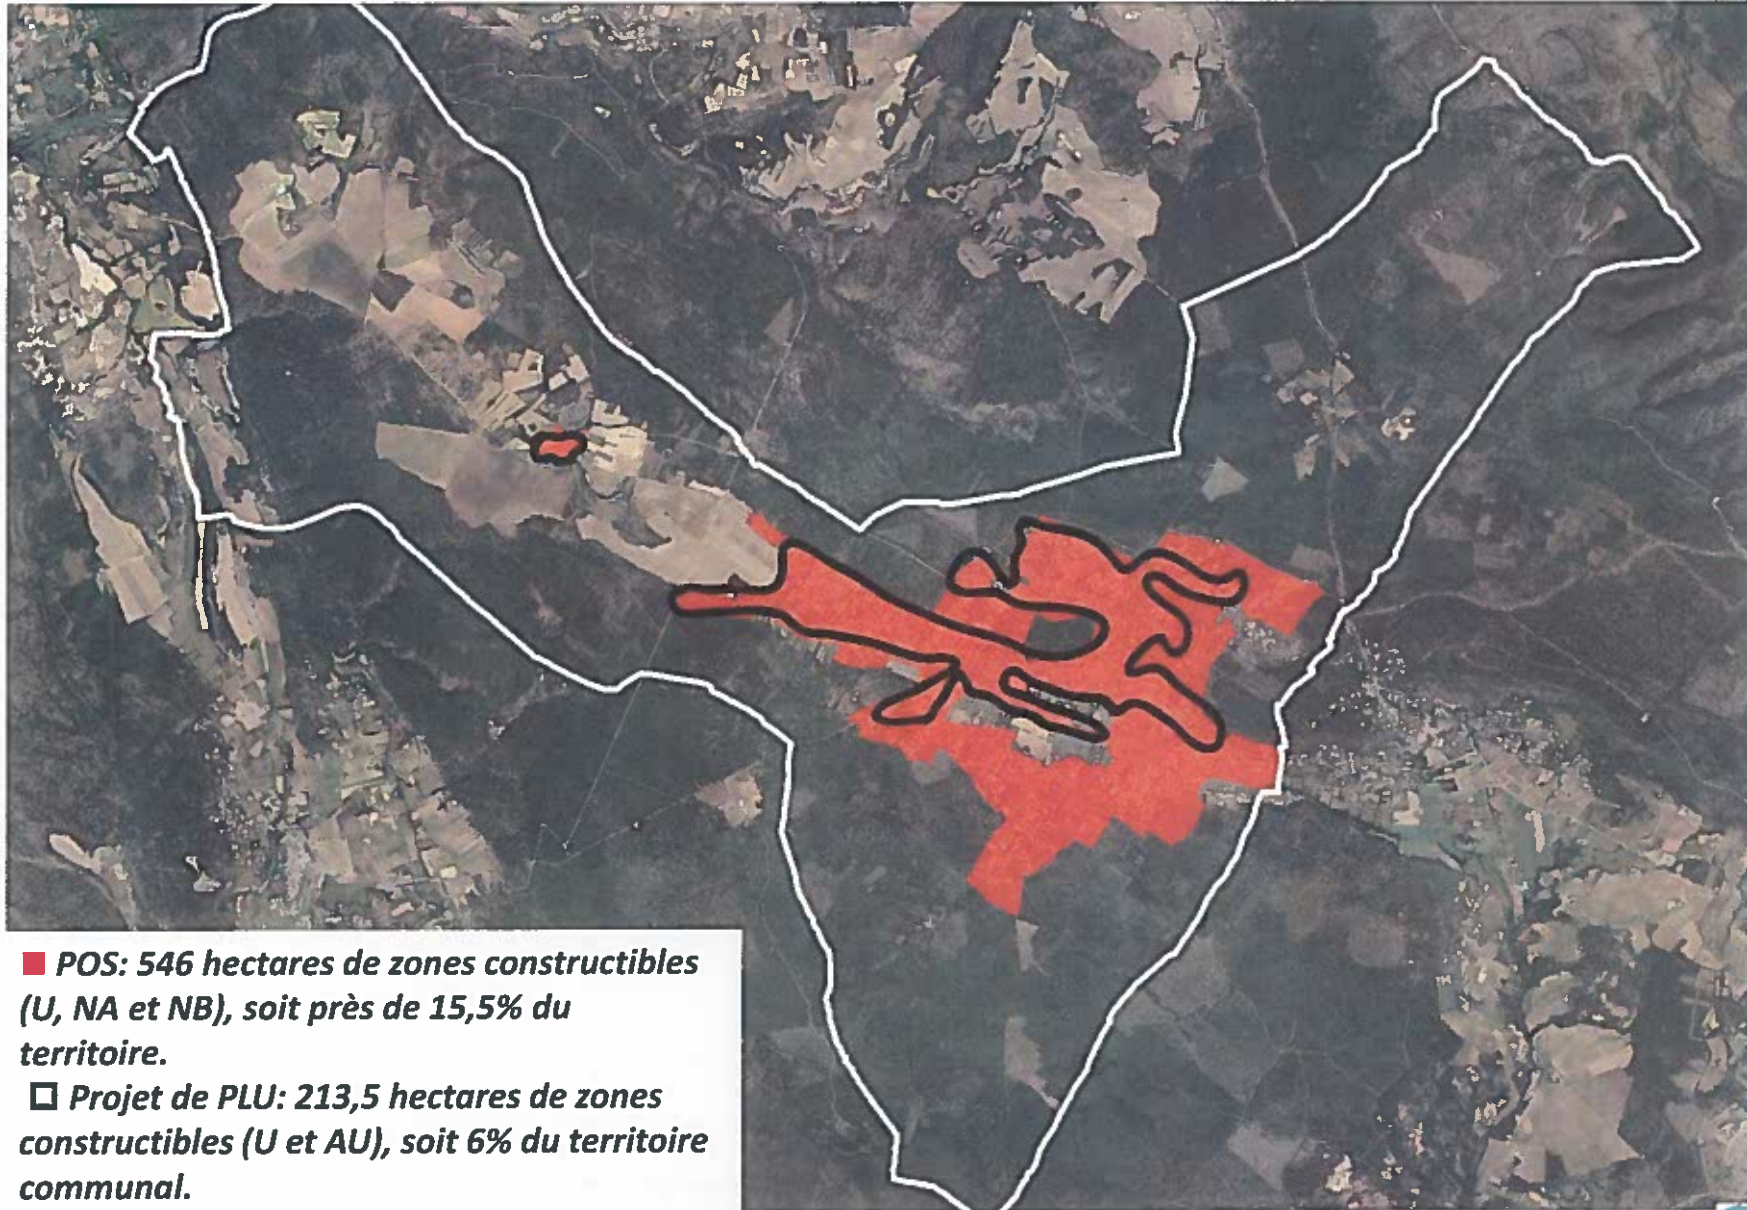 POS: 546 hectares de zones constructibles
(U, NA et NB), soit près de 15,5% du
territoire.
Projet de PLU: 213,5 hectares de zones
constructibles (U et AU), soit 6% du territoire
communal.